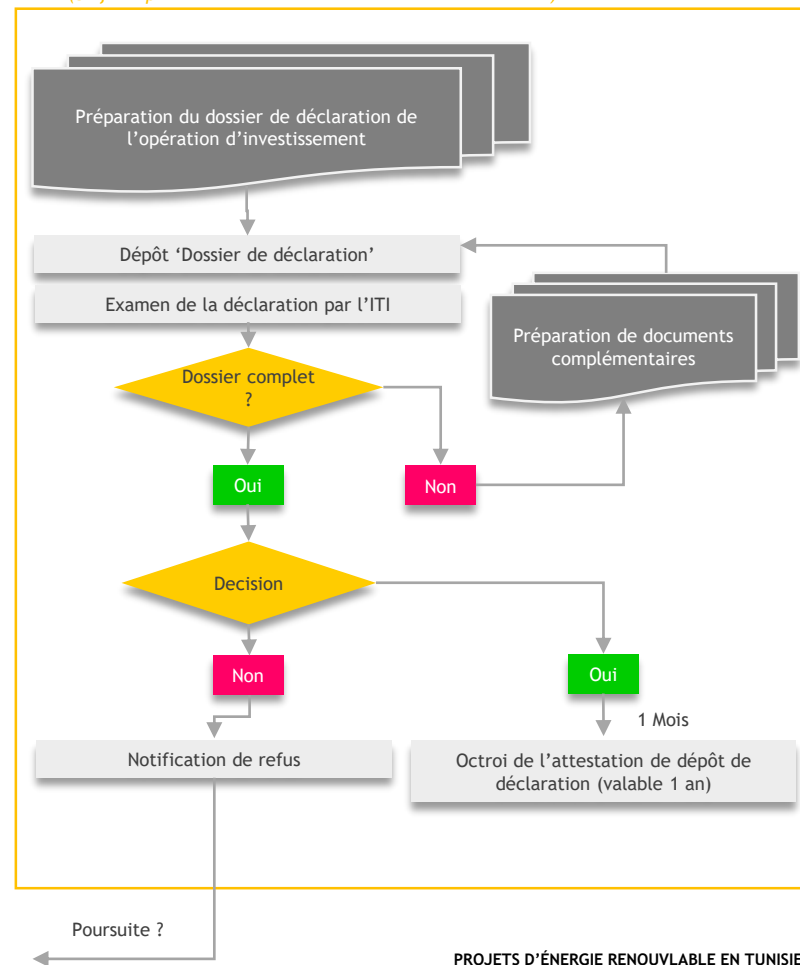 Préparation du dossier de déclaration de
l’opération d’investissement
Dépôt ‘Dossier de déclaration’
Examen de la déclaration par l’ITI
Préparation de documents
complémentaires
Dossier complet
?
Oui
Non
Decision
Non
Oui
1 Mois
Notification de refus
Octroi de l’attestation de dépôt de
déclaration (valable 1 an)
Poursuite ?
PROJETS D’ÉNERGIE RENOUVLABLE EN TUNISIE